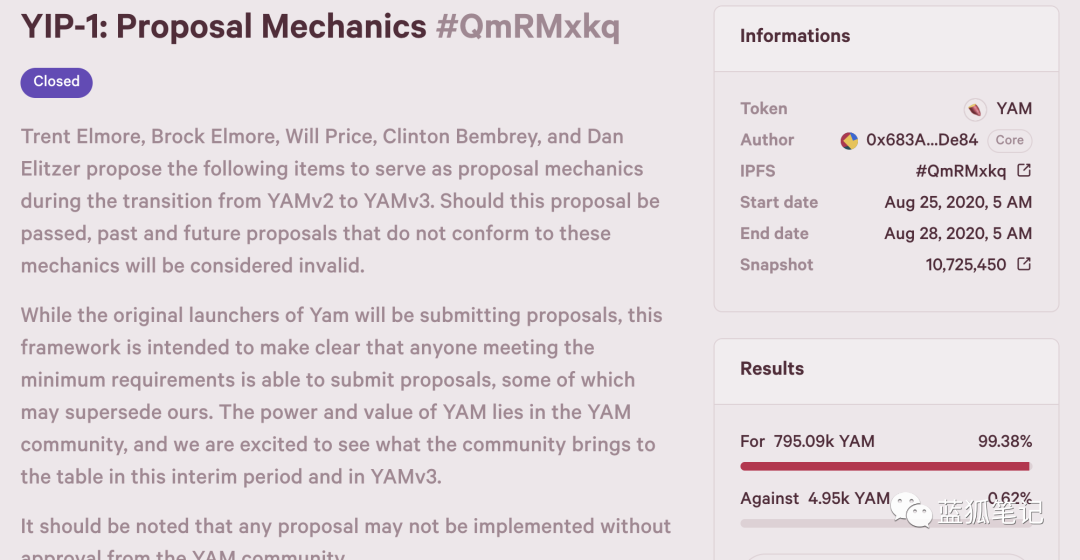 YIP-1: Proposal Mechanics #QmRMxkq
Closed
Trent Elmore, Brock Elmore, Will Price, Clinton Bembrey, and Dan
Elitzer propose the following items to serve as proposal mechanics
during the transition from YAMv2 to YAMv3. Should this proposal be
passed, past and future proposals that do not conform to these
mechanics will be considered invalid.
While the original launchers of Yam will be submitting proposals, this
framework is intended to make clear that anyone meeting the
minimum requirements is able to submit proposals, some of which
may supersede ours. The power and value of YAM lies in the YAM
community, and we are excited to see what the community brings to
the table in this interim period and in YAMv3.
It should be noted that any proposal may not be implemented without
approval from the YAM community.
Informations
Token YAM
Author 0x683A...De84 Core
IPFS #QmRMxkq
Start date Aug 25, 2020, 5 AM
End date Aug 28, 2020, 5 AM
Snapshot 10,725,450
Results
For 795.09k YAM 99.38%
Against 4.95k YAM 0.62%
蓝狐笔记